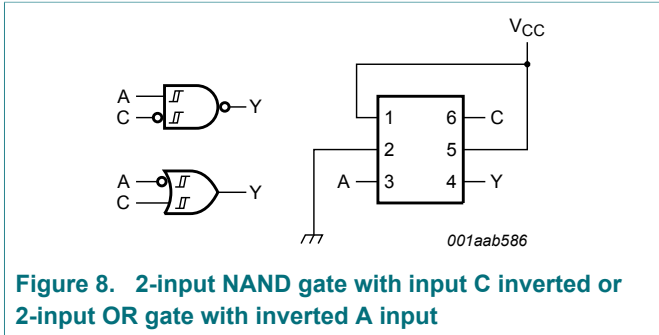 VCC
A
C
Y
A
C
Y
1 6 C
2 5
A 3 4 Y
001aab586
Figure 8. 2-input NAND gate with input C inverted or
2-input OR gate with inverted A input